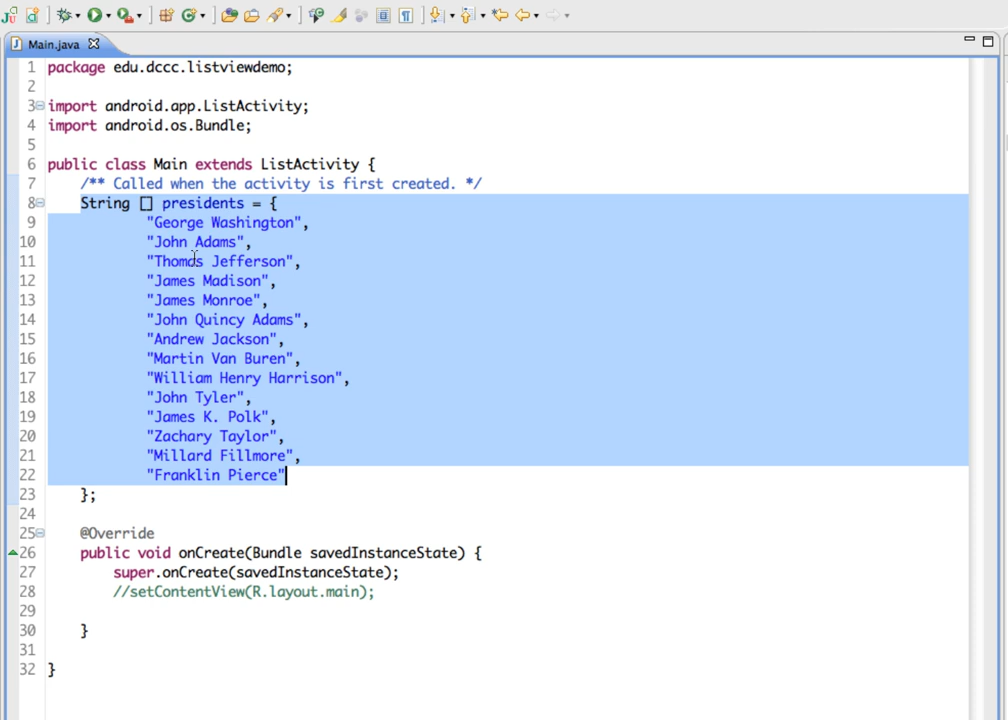 Main.java
1 package edu.dccc.listviewdemo;
2
3 import android.app.ListActivity;
4 import android.os.Bundle;
5
6 public class Main extends ListActivity {
7 /** Called when the activity is first created. */
8 String [] presidents = {
9 "George Washington",
10 "John Adams",
11 "Thomas Jefferson",
12 "James Madison",
13 "James Monroe",
14 "John Quincy Adams",
15 "Andrew Jackson",
16 "Martin Van Buren",
17 "William Henry Harrison",
18 "John Tyler",
19 "James K. Polk",
20 "Zachary Taylor",
21 "Millard Fillmore",
22 "Franklin Pierce"
23 };
24
25 @Override
26 public void onCreate(Bundle savedInstanceState) {
27 super.onCreate(savedInstanceState);
28 //setContentView(R.layout.main);
29
30 }
31
32 }